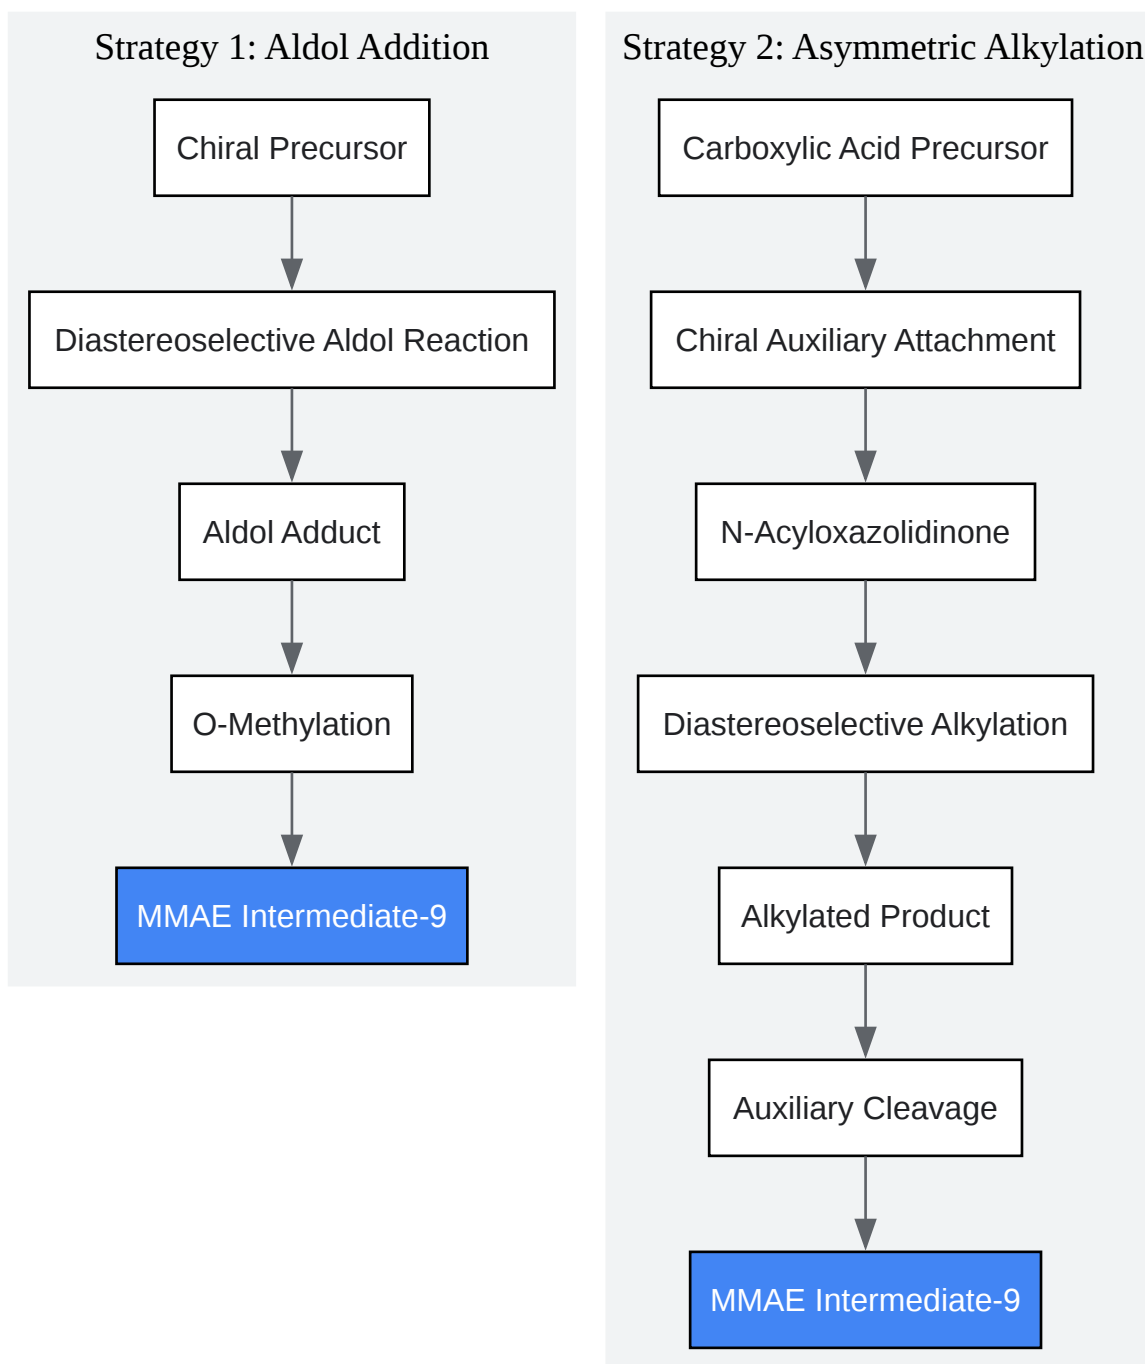 Strategy 1: Aldol Addition
Chiral Precursor
Diastereoselective Aldol Reaction
Aldol Adduct
O-Methylation
MMAE Intermediate-9
Strategy 2: Asymmetric Alkylation
Carboxylic Acid Precursor
Chiral Auxiliary Attachment
N-Acyloxazolidinone
Diastereoselective Alkylation
Alkylated Product
Auxiliary Cleavage
MMAE Intermediate-9